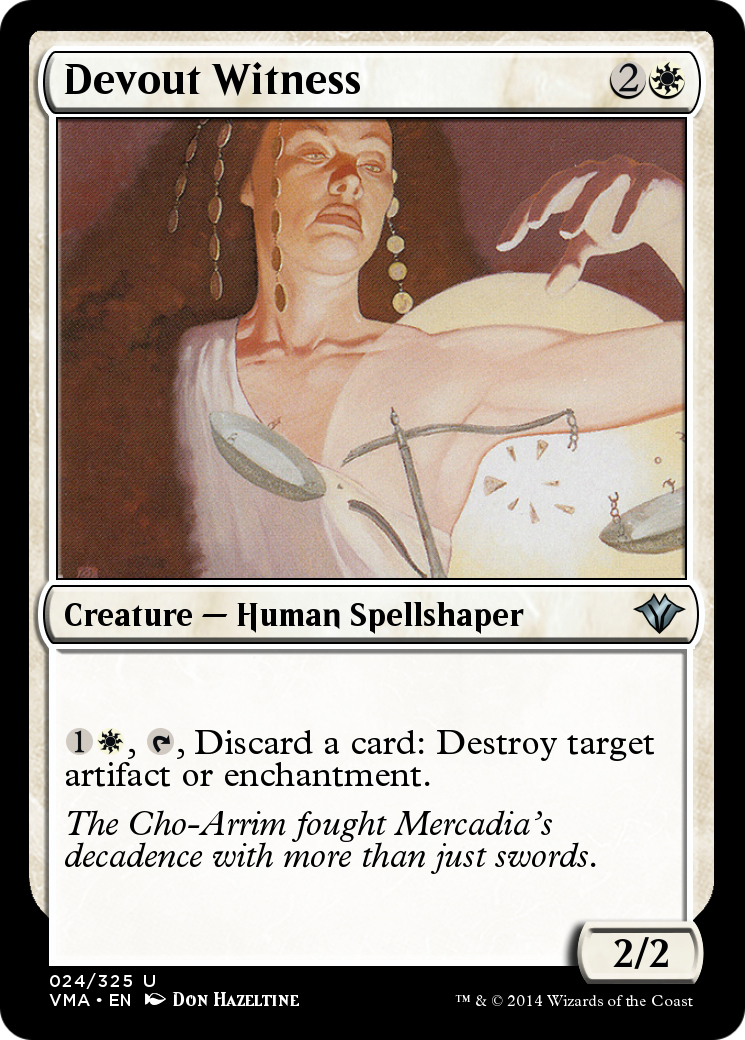 Devout Witness 2
Creature — Human Spellshaper
1 , , Discard a card: Destroy target
artifact or enchantment.
The Cho-Arrim fought Mercadia's
decadence with more than just swords.
2/2
024/325 U
VMA • EN Don Hazeltine ™ & © 2014 Wizards of the Coast